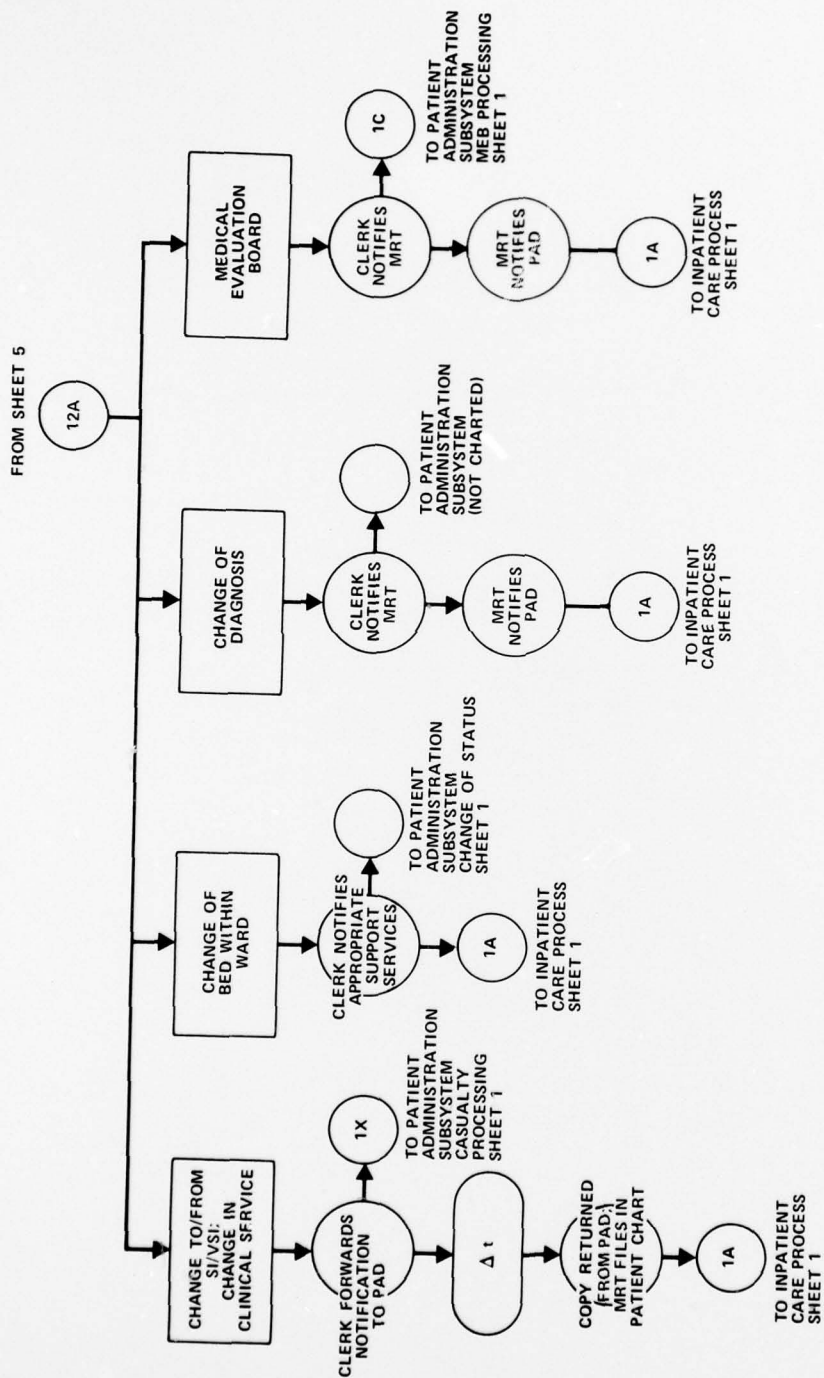 FROM SHEET 5
12A
CHANGE TO/FROM
SI/VSI:
CHANGE IN
CLINICAL SERVICE
CLERK FORWARDS
NOTIFICATION
TO PAD
1X
TO PATIENT
ADMINISTRATION
SUBSYSTEM
CASUALTY
PROCESSING
SHEET 1
Δ t
COPY RETURNED
FROM PAD:
MRT FILES IN
PATIENT CHART
1A
TO INPATIENT
CARE PROCESS
SHEET 1
CHANGE OF
BED WITHIN
WARD
CLERK NOTIFIES
APPROPRIATE
SUPPORT
SERVICES
TO PATIENT
ADMINISTRATION
SUBSYSTEM
CHANGE OF STATUS
SHEET 1
1A
TO INPATIENT
CARE PROCESS
SHEET 1
CHANGE OF
DIAGNOSIS
CLERK
NOTIFIES
MRT
TO PATIENT
ADMINISTRATION
SUBSYSTEM
(NOT CHARTED)
MRT
NOTIFIES
PAD
1A
TO INPATIENT
CARE PROCESS
SHEET 1
MEDICAL
EVALUATION
BOARD
CLERK
NOTIFIES
MRT
1C
TO PATIENT
ADMINISTRATION
SUBSYSTEM
MEB PROCESSING
SHEET 1
MRT
NOTIFIES
PAD
1A
TO INPATIENT
CARE PROCESS
SHEET 1